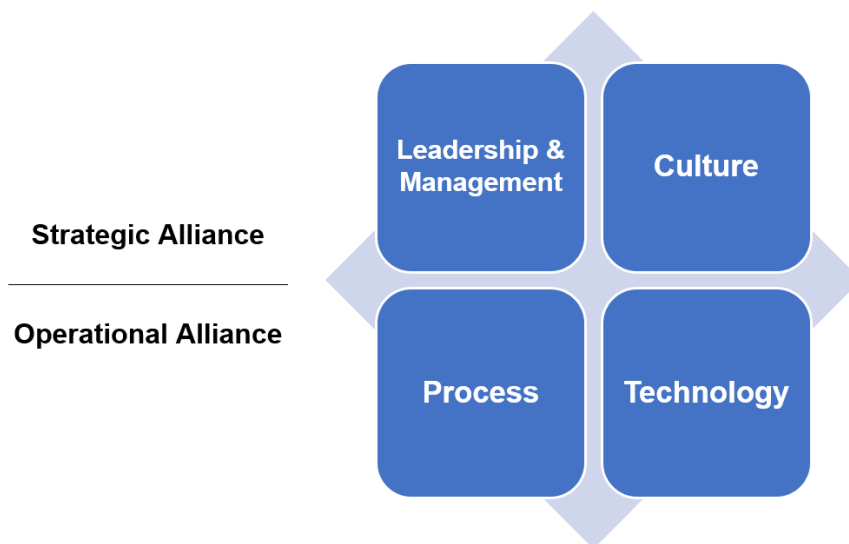 Strategic Alliance
Operational Alliance
Leadership &
Management
Culture
Process
Technology